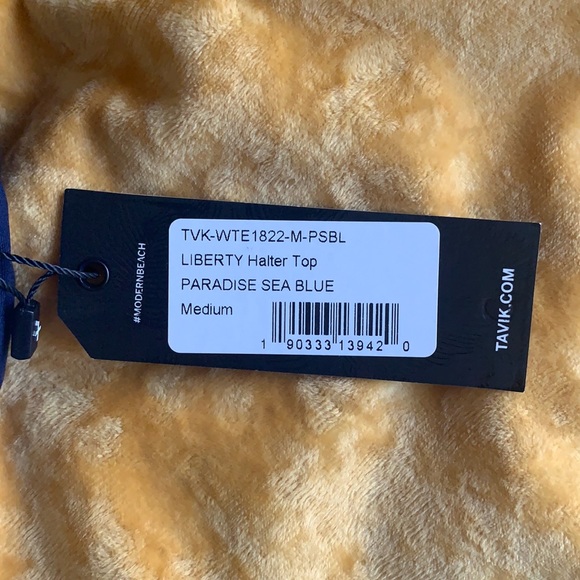 #MODERNBEACH
TVK-WTE1822-M-PSBL
LIBERTY Halter Top
PARADISE SEA BLUE
Medium
1 90333 13942 0
TAVIK.COM